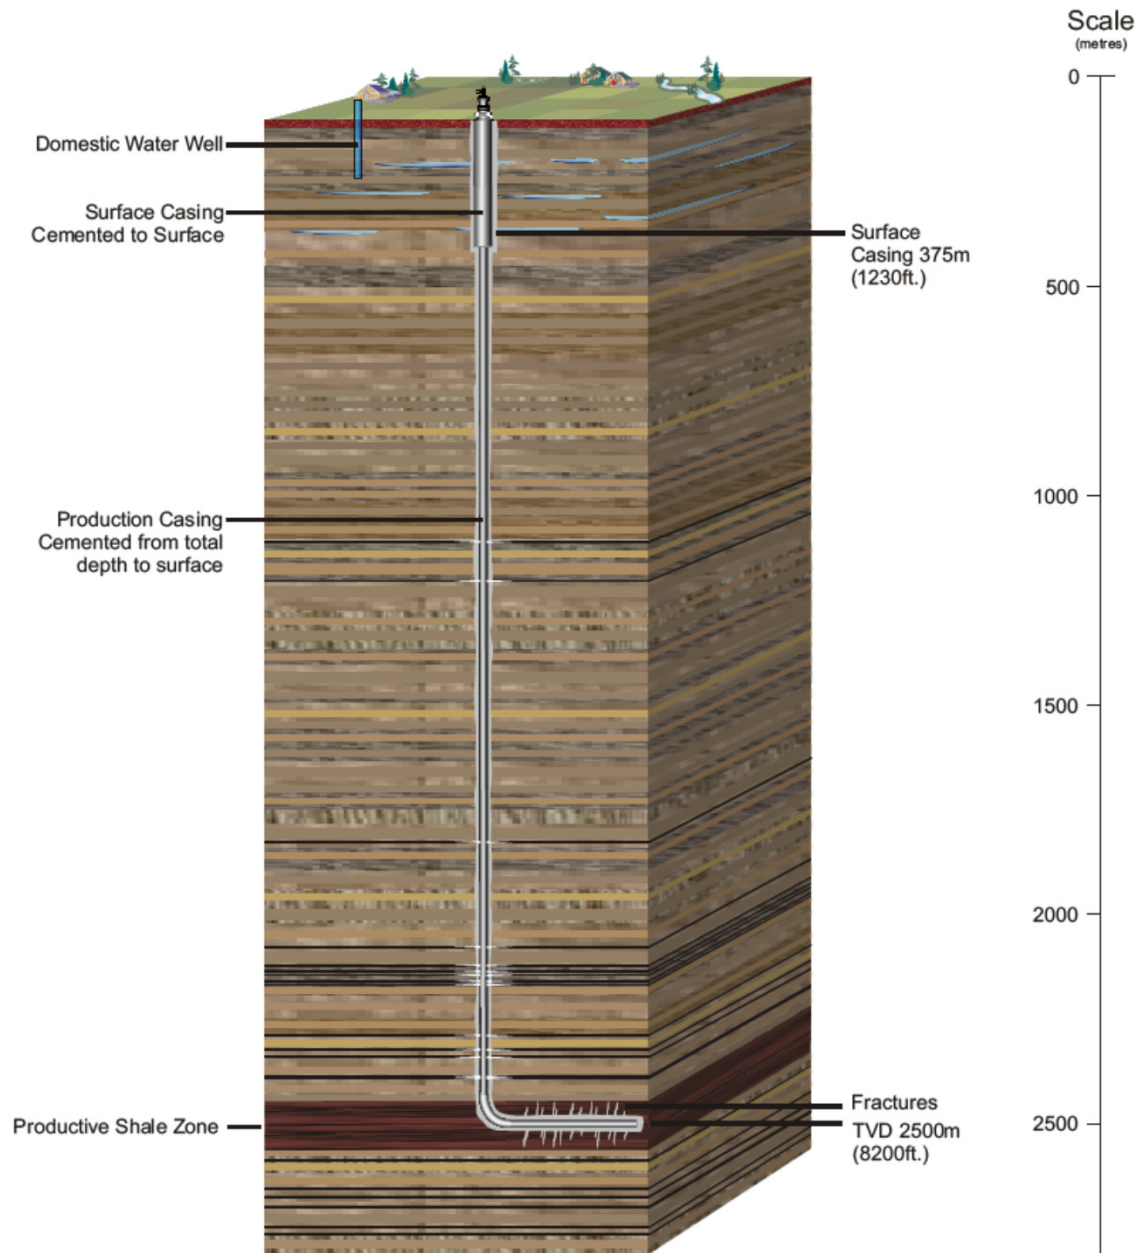 Scale
(metres)
0
Domestic Water Well
Surface Casing
Cemented to Surface
Surface
Casing 375m
(1230ft.)
500
1000
Production Casing
Cemented from total
depth to surface
1500
2000
Productive Shale Zone
Fractures
TVD 2500m
(8200ft.)
2500